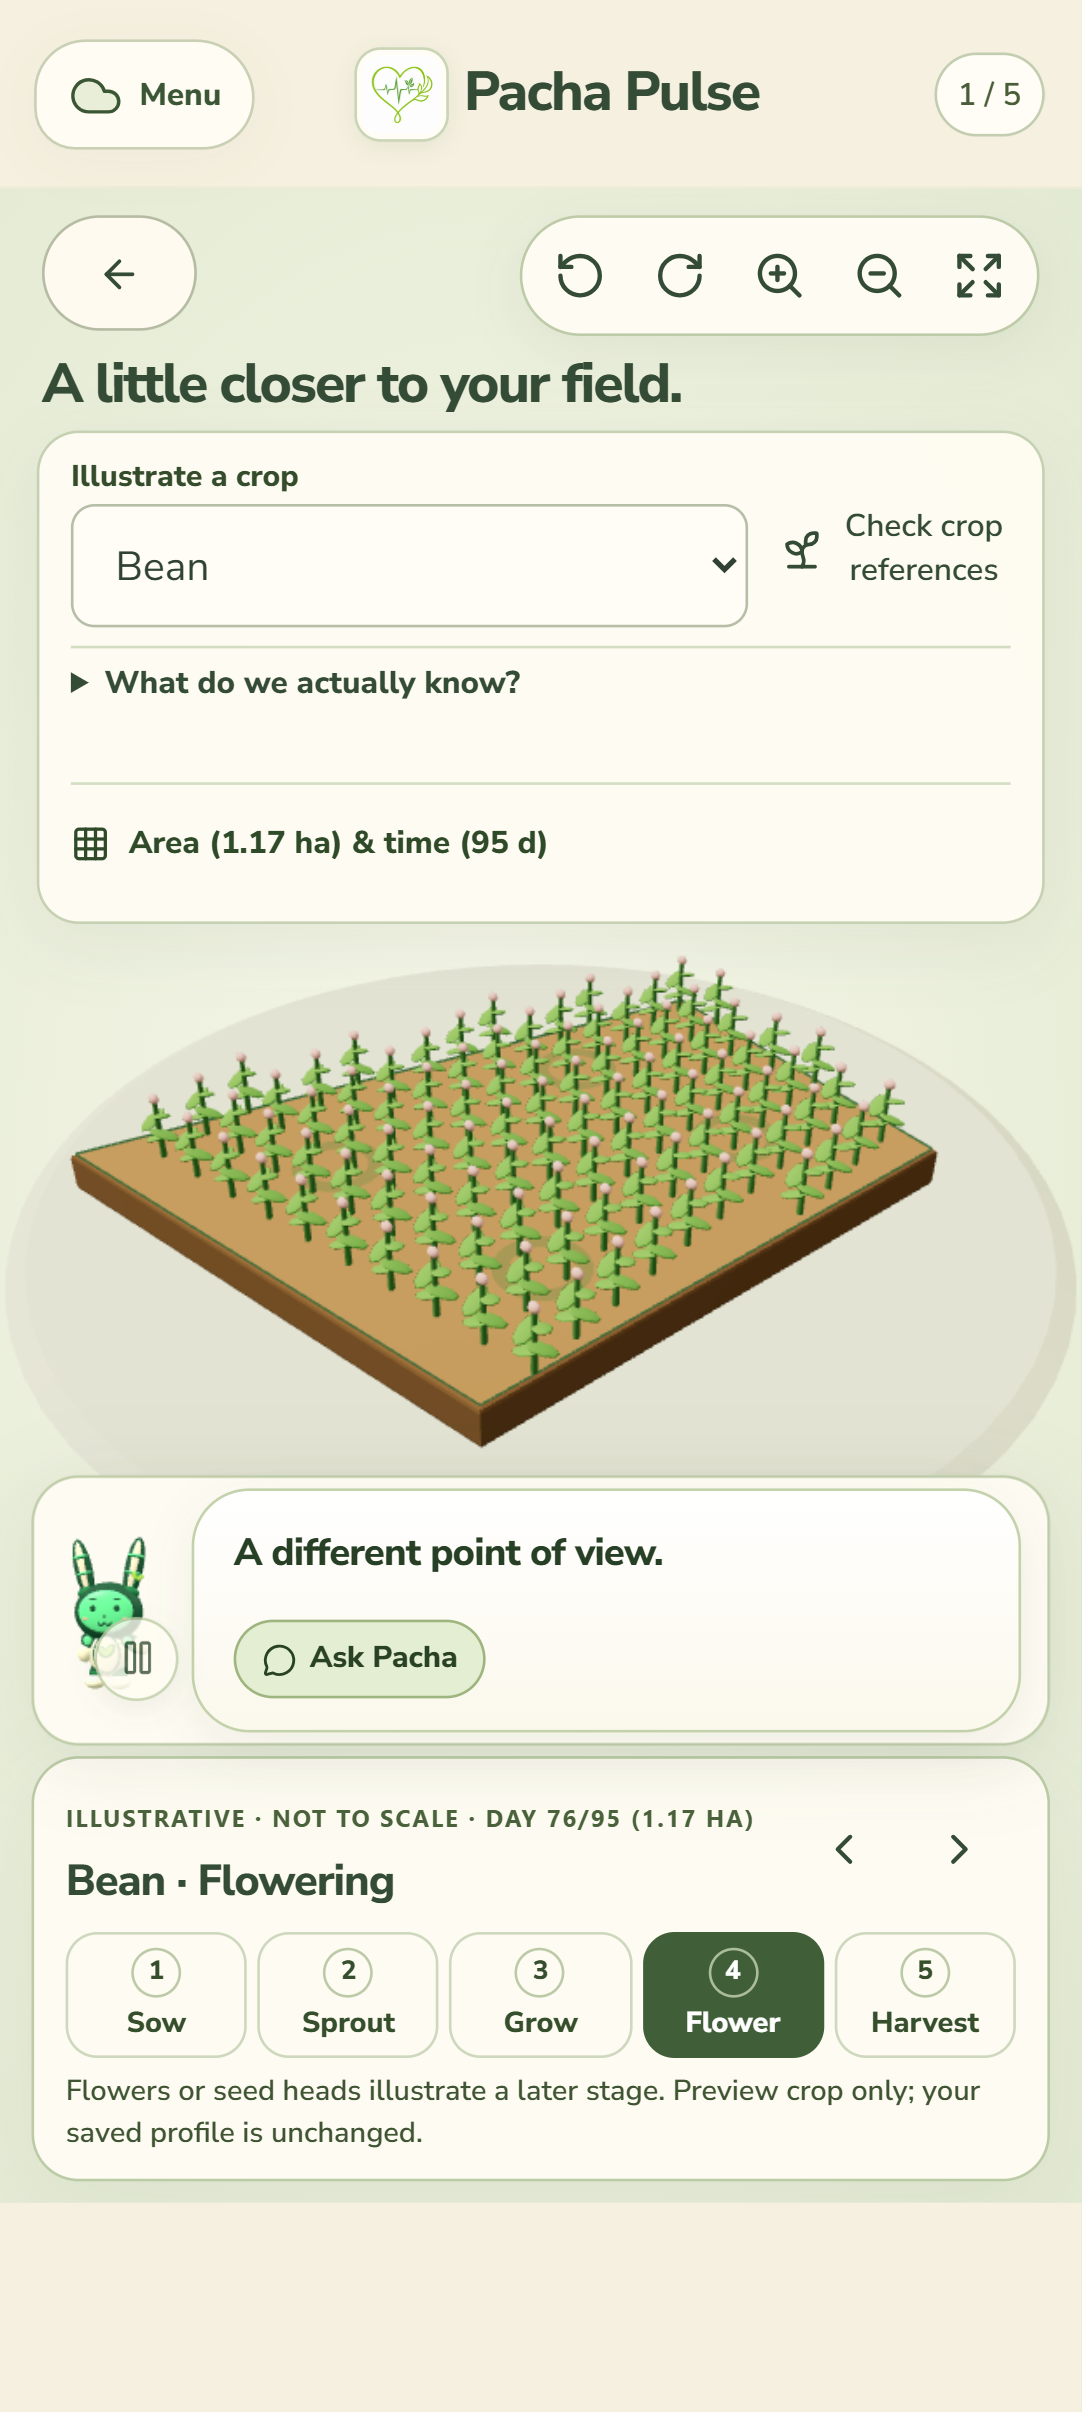 Menu
Pacha Pulse
1 / 5
A little closer to your field.
Illustrate a crop
Bean
Check crop
references
What do we actually know?
Area (1.17 ha) & time (95 d)
A different point of view.
Ask Pacha
ILLUSTRATIVE · NOT TO SCALE · DAY 76/95 (1.17 HA)
Bean · Flowering
1
Sow
2
Sprout
3
Grow
4
Flower
5
Harvest
Flowers or seed heads illustrate a later stage. Preview crop only; your
saved profile is unchanged.